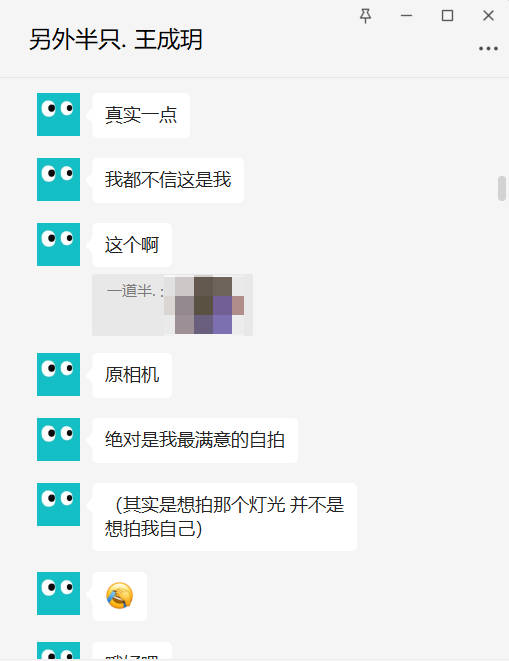 另外半只. 王成玥
真实一点
我都不信这是我
这个啊
一道半. :
原相机
绝对是我最满意的自拍
（其实是想拍那个灯光 并不是
想拍我自己）